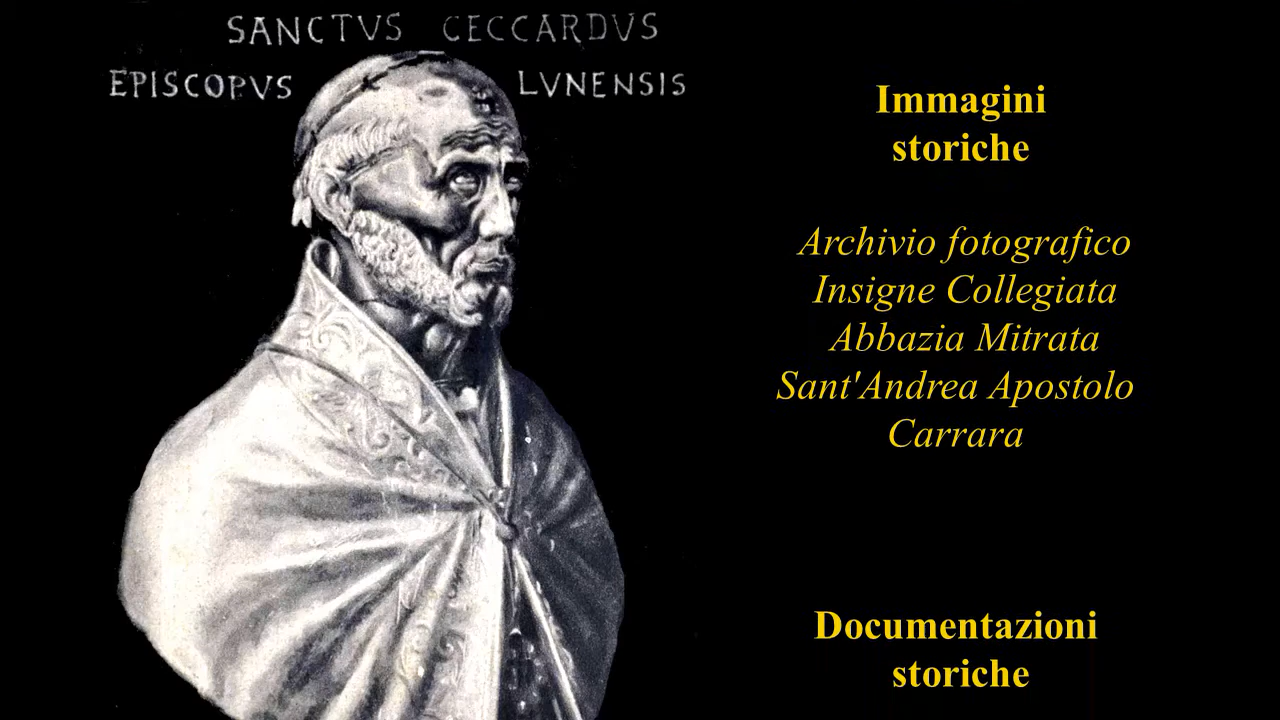 SANCTVS CECCARDVS
EPISCOPVS LVNENSIS
Immagini
storiche
Archivio fotografico
Insigne Collegiata
Abbazia Mitrata
Sant'Andrea Apostolo
Carrara
Documentazioni
storiche